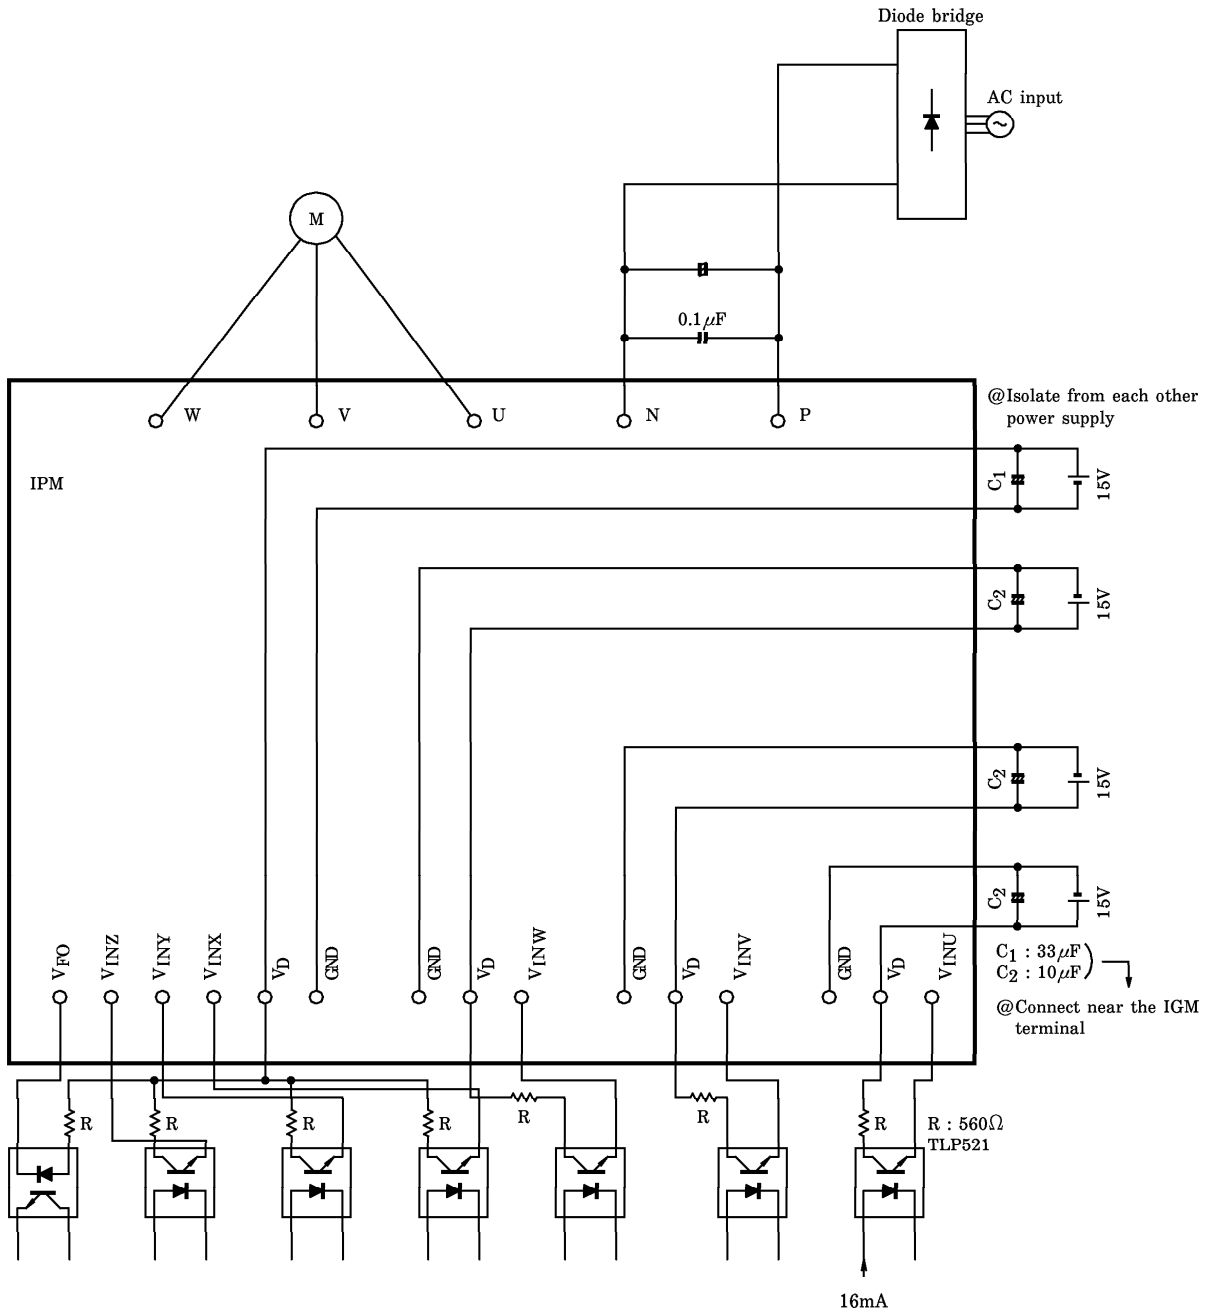 Diode bridge
AC input
~
M
0.1μF
W
V
U
N
P
@Isolate from each other
power supply
IPM
C1
15V
C2
15V
C2
15V
C2
15V
VFO
VINZ
VINY
VINX
VD
GND
GND
VD
VINW
GND
VD
VINV
GND
VD
VINU
C1 : 33μF
C2 : 10μF
@Connect near the IGM
terminal
R
R
R
R
R
R
R
R : 560Ω
TLP521
16mA